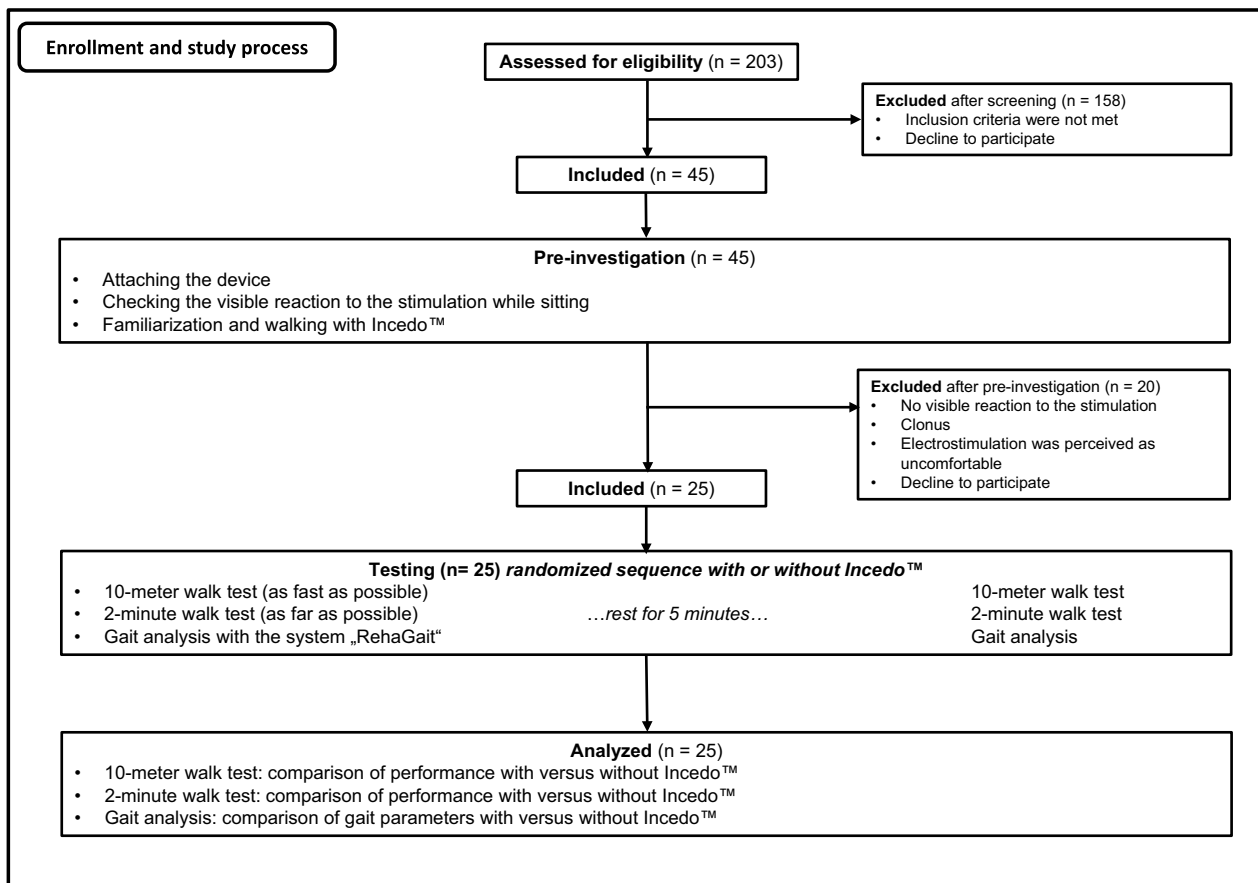 Enrollment and study process
Assessed for eligibility (n = 203)
Excluded after screening (n = 158)
• Inclusion criteria were not met
• Decline to participate
Included (n = 45)
Pre-investigation (n = 45)
• Attaching the device
• Checking the visible reaction to the stimulation while sitting
• Familiarization and walking with Incedo™
Excluded after pre-investigation (n = 20)
• No visible reaction to the stimulation
• Clonus
• Electrostimulation was perceived as
uncomfortable
• Decline to participate
Included (n = 25)
Testing (n= 25) randomized sequence with or without Incedo™
• 10-meter walk test (as fast as possible) 10-meter walk test
• 2-minute walk test (as far as possible) …rest for 5 minutes… 2-minute walk test
• Gait analysis with the system „RehaGait“ Gait analysis
Analyzed (n = 25)
• 10-meter walk test: comparison of performance with versus without Incedo™
• 2-minute walk test: comparison of performance with versus without Incedo™
• Gait analysis: comparison of gait parameters with versus without Incedo™